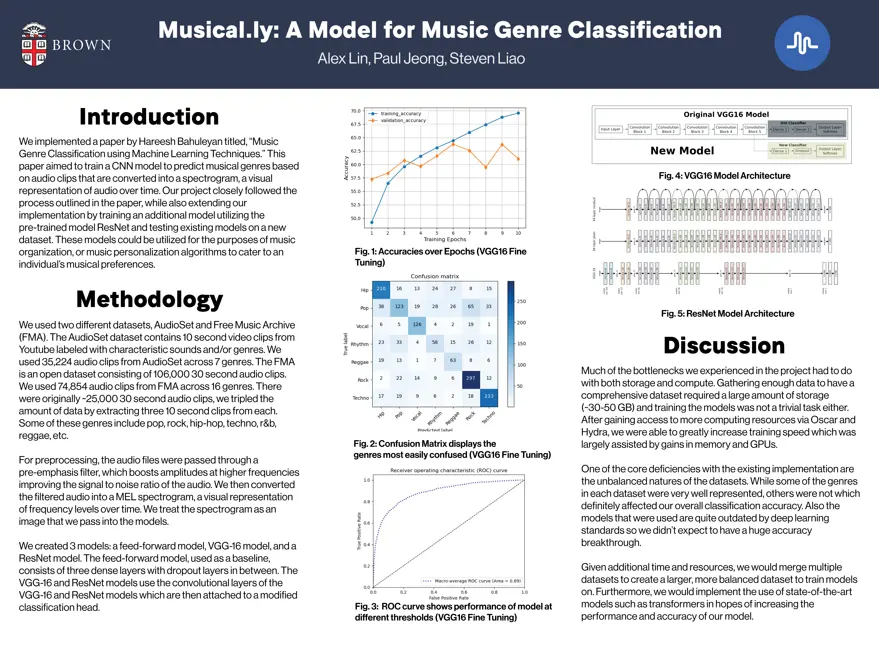 BROWN
Musical.ly: A Model for Music Genre Classification
Alex Lin, Paul Jeong, Steven Liao
Introduction
We implemented a paper by Hareesh Bahuleyan titled, "Music
Genre Classification using Machine Learning Techniques." This
paper aimed to train a CNN model to predict musical genres based
on audio clips that are converted into a spectrogram, a visual
representation of audio over time. Our project closely followed the
process outlined in the paper, while also extending our
implementation by training an additional model utilizing the
pre-trained model ResNet and testing existing models on a new
dataset. These models could be utilized for the purposes of music
organization, or music personalization algorithms to cater to an
individual's musical preferences.
Methodology
We used two different datasets, AudioSet and Free Music Archive
(FMA). The AudioSet dataset contains 10 second video clips from
Youtube labeled with characteristic sounds and/or genres. We
used 35,224 audio clips from AudioSet across 7 genres. The FMA
is an open dataset consisting of 106,000 30 second audio clips.
We used 74,854 audio clips from FMA across 16 genres. There
were originally ~25,000 30 second audio clips, we tripled the
amount of data by extracting three 10 second clips from each.
Some of these genres include pop, rock, hip-hop, techno, r&b,
reggae, etc.
For preprocessing, the audio files were passed through a
pre-emphasis filter, which boosts amplitudes at higher frequencies
improving the signal to noise ratio of the audio. We then converted
the filtered audio into a MEL spectrogram, a visual representation
of frequency levels over time. We treat the spectrogram as an
image that we pass into the models.
We created 3 models: a feed-forward model, VGG-16 model, and a
ResNet model. The feed-forward model, used as a baseline,
consists of three dense layers with dropout layers in between. The
VGG-16 and ResNet models use the convolutional layers of the
VGG-16 and ResNet models which are then attached to a modified
classification head.
training_accuracy
validation_accuracy
Accuracy
70.0
67.5
65.0
62.5
60.0
57.5
55.0
52.5
50.0
1 2 3 4 5 6 7 8 9 10
Training Epochs
Fig. 1: Accuracies over Epochs (VGG16 Fine
Tuning)
Confusion matrix
True label
Hip 210 16 13 24 27 8 15
Pop 38 123 19 28 26 65 31
Vocal 6 5 126 4 2 19 1
Rhythm 23 33 4 58 15 26 12
Reggae 19 13 1 7 63 8 6
Rock 2 22 14 9 16 297 12
Techno 17 19 9 6 2 18 233
Hip Pop Vocal Rhythm Reggae Rock Techno
Predicted label
250
200
150
100
50
Fig. 2: Confusion Matrix displays the
genres most easily confused (VGG16 Fine Tuning)
Receiver operating characteristic (ROC) curve
True Positive Rate
1.0
0.8
0.6
0.4
0.2
0.0
Macro-average ROC curve (Area = 0.89)
0.0 0.2 0.4 0.6 0.8 1.0
False Positive Rate
Fig. 3: ROC curve shows performance of model at
different thresholds (VGG16 Fine Tuning)
Original VGG16 Model
Input Layer
Convolution Block 1
Convolution Block 2
Convolution Block 3
Convolution Block 4
Convolution Block 5
Old Classifier
Output Layer
Softmax
New Model
New Classifier
Output Layer
Softmax
Fig. 4: VGG16 Model Architecture
Fig. 5: ResNet Model Architecture
Discussion
Much of the bottlenecks we experienced in the project had to do
with both storage and compute. Gathering enough data to have a
comprehensive dataset required a large amount of storage
(~30-50 GB) and training the models was not a trivial task either.
After gaining access to more computing resources via Oscar and
Hydra, we were able to greatly increase training speed which was
largely assisted by gains in memory and GPUs.
One of the core deficiencies with the existing implementation are
the unbalanced natures of the datasets. While some of the genres
in each dataset were very well represented, others were not which
definitely affected our overall classification accuracy. Also the
models that were used are quite outdated by deep learning
standards so we didn't expect to have a huge accuracy
breakthrough.
Given additional time and resources, we would merge multiple
datasets to create a larger, more balanced dataset to train models
on. Furthermore, we would implement the use of state-of-the-art
models such as transformers in hopes of increasing the
performance and accuracy of our model.